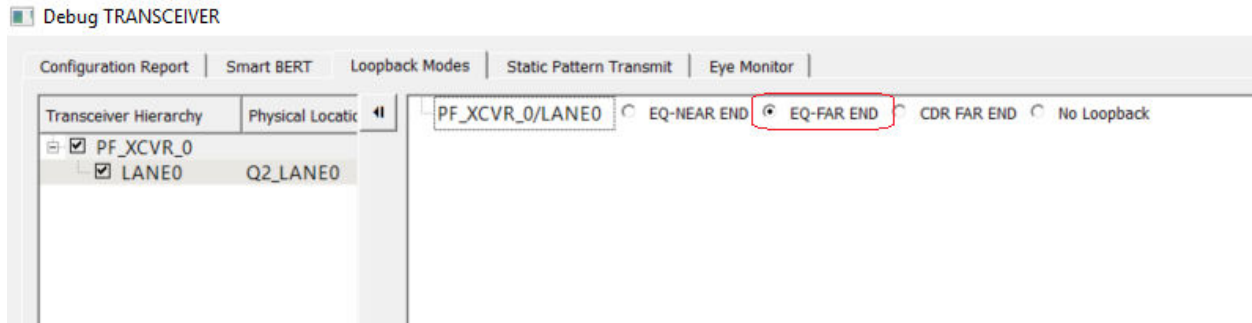 Debug TRANSCEIVER
Configuration Report Smart BERT Loopback Modes Static Pattern Transmit Eye Monitor
Transceiver Hierarchy Physical Locatic PF_XCVR_0/LANE0 EQ-NEAR END EQ-FAR END CDR FAR END No Loopback
PF_XCVR_0
LANE0 Q2_LANE0